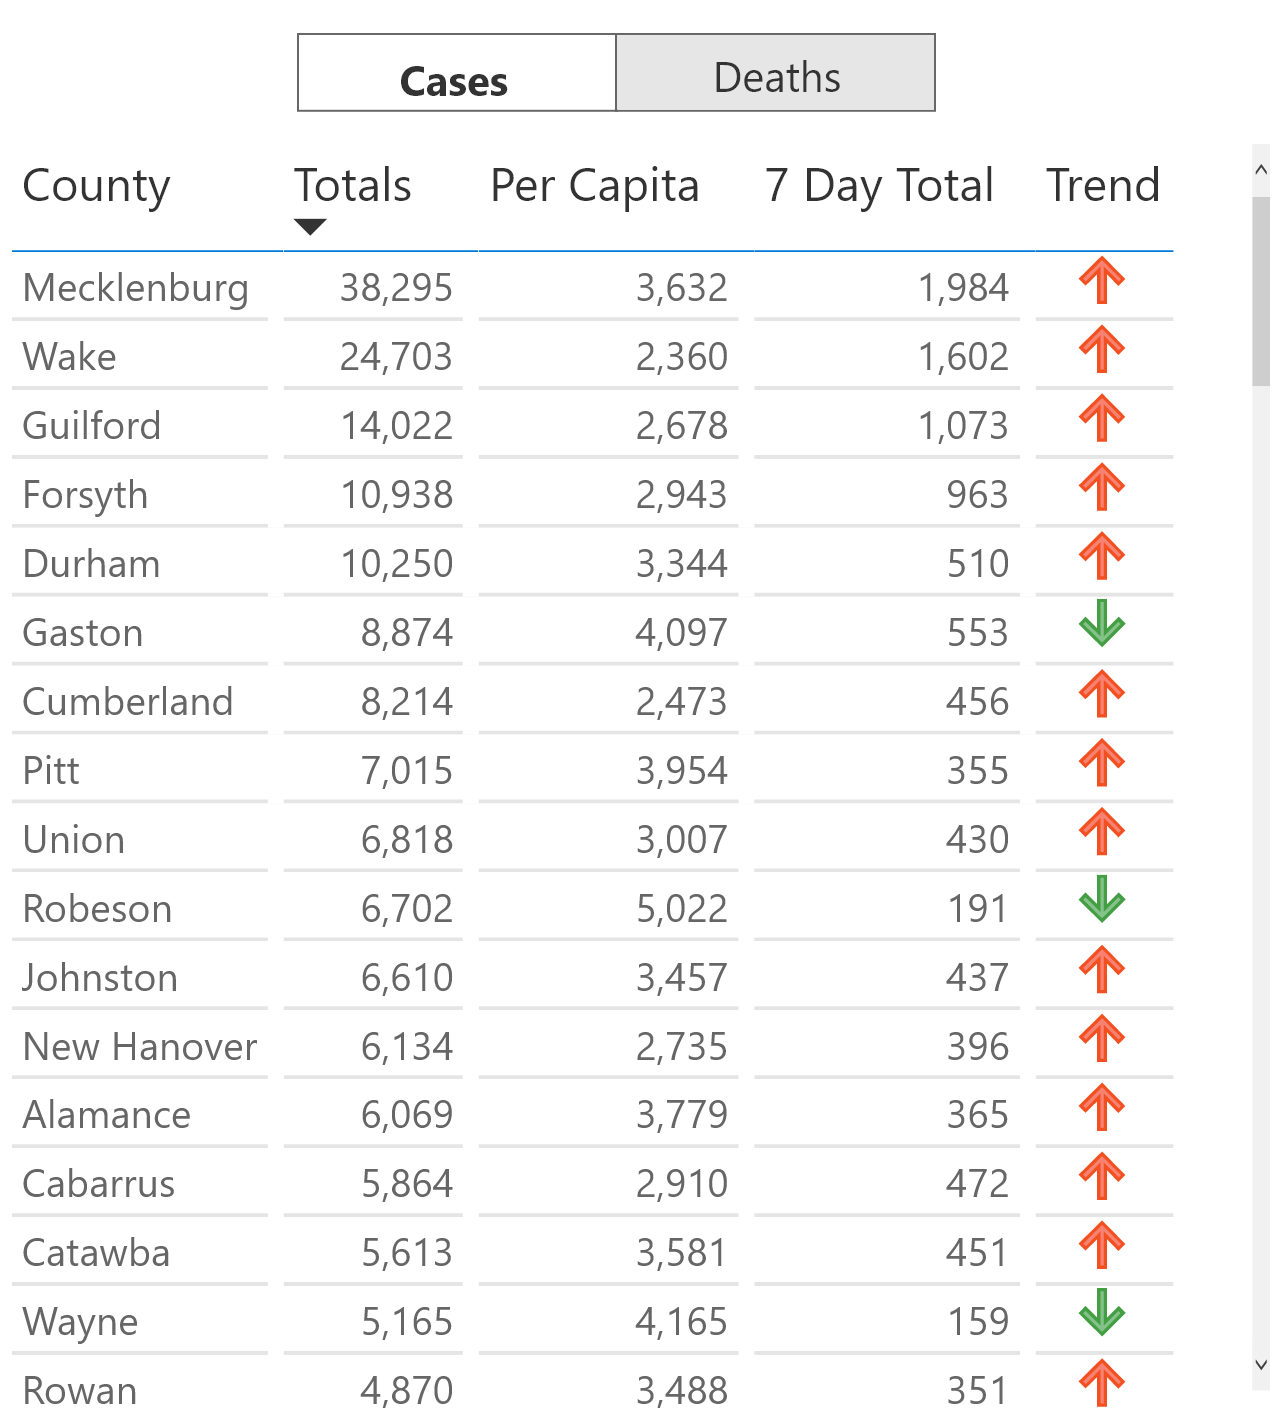 Cases Deaths
County Totals Per Capita 7 Day Total Trend
Mecklenburg 38,295 3,632 1,984
Wake 24,703 2,360 1,602
Guilford 14,022 2,678 1,073
Forsyth 10,938 2,943 963
Durham 10,250 3,344 510
Gaston 8,874 4,097 553
Cumberland 8,214 2,473 456
Pitt 7,015 3,954 355
Union 6,818 3,007 430
Robeson 6,702 5,022 191
Johnston 6,610 3,457 437
New Hanover 6,134 2,735 396
Alamance 6,069 3,779 365
Cabarrus 5,864 2,910 472
Catawba 5,613 3,581 451
Wayne 5,165 4,165 159
Rowan 4,870 3,488 351